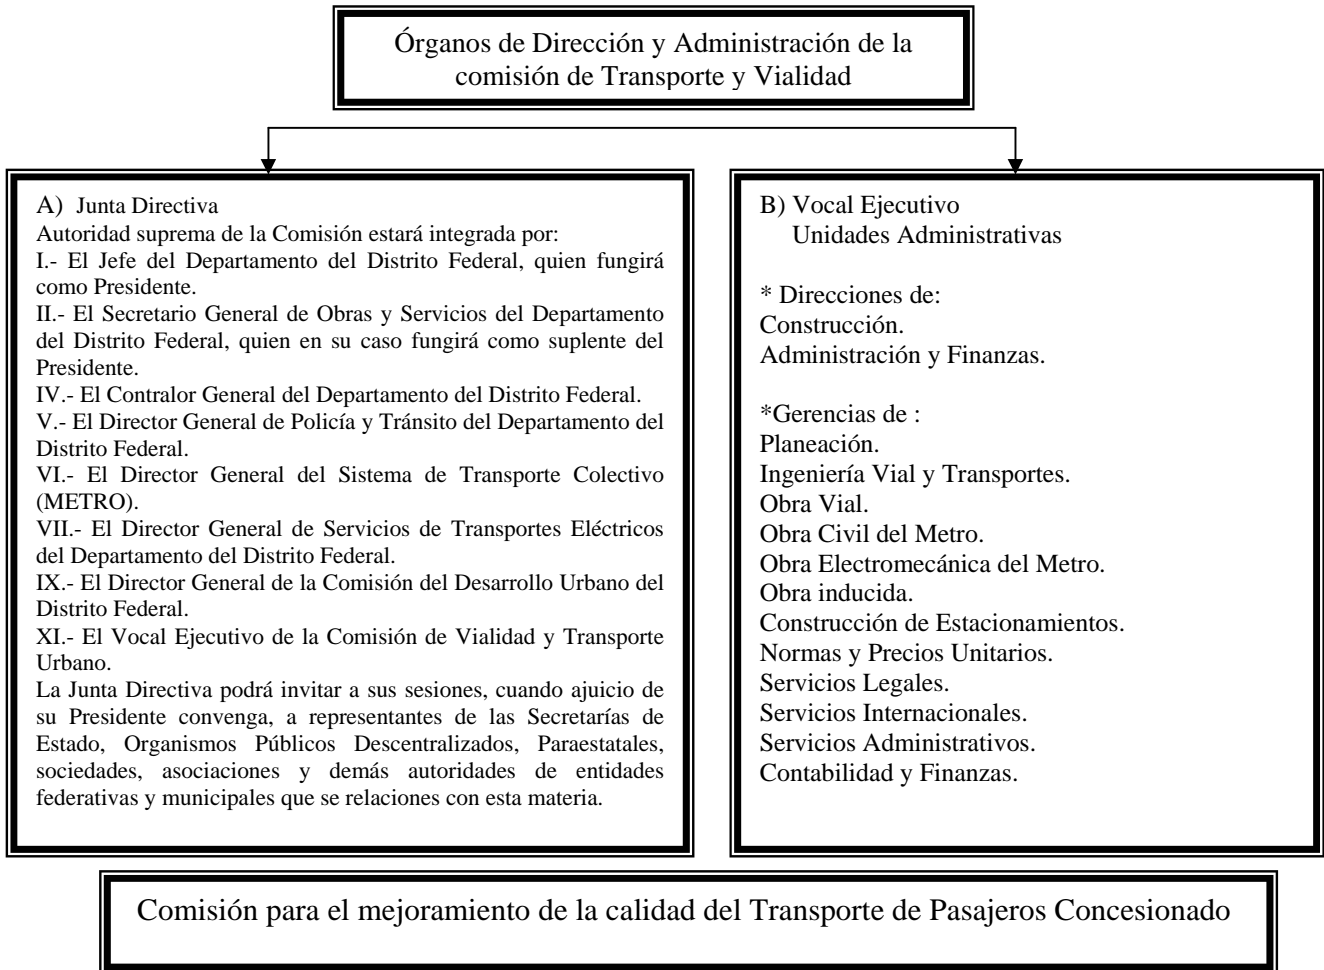 Órganos de Dirección y Administración de la
comisión de Transporte y Vialidad
A) Junta Directiva
Autoridad suprema de la Comisión estará integrada por:
I.- El Jefe del Departamento del Distrito Federal, quien fungirá
como Presidente.
II.- El Secretario General de Obras y Servicios del Departamento
del Distrito Federal, quien en su caso fungirá como suplente del
Presidente.
IV.- El Contralor General del Departamento del Distrito Federal.
V.- El Director General de Policía y Tránsito del Departamento del
Distrito Federal.
VI.- El Director General del Sistema de Transporte Colectivo
(METRO).
VII.- El Director General de Servicios de Transportes Eléctricos
del Departamento del Distrito Federal.
IX.- El Director General de la Comisión del Desarrollo Urbano del
Distrito Federal.
XI.- El Vocal Ejecutivo de la Comisión de Vialidad y Transporte
Urbano.
La Junta Directiva podrá invitar a sus sesiones, cuando ajuicio de
su Presidente convenga, a representantes de las Secretarías de
Estado, Organismos Públicos Descentralizados, Paraestatales,
sociedades, asociaciones y demás autoridades de entidades
federativas y municipales que se relaciones con esta materia.
B) Vocal Ejecutivo
Unidades Administrativas
* Direcciones de:
Construcción.
Administración y Finanzas.
*Gerencias de :
Planeación.
Ingeniería Vial y Transportes.
Obra Vial.
Obra Civil del Metro.
Obra Electromecánica del Metro.
Obra inducida.
Construcción de Estacionamientos.
Normas y Precios Unitarios.
Servicios Legales.
Servicios Internacionales.
Servicios Administrativos.
Contabilidad y Finanzas.
Comisión para el mejoramiento de la calidad del Transporte de Pasajeros Concesionado